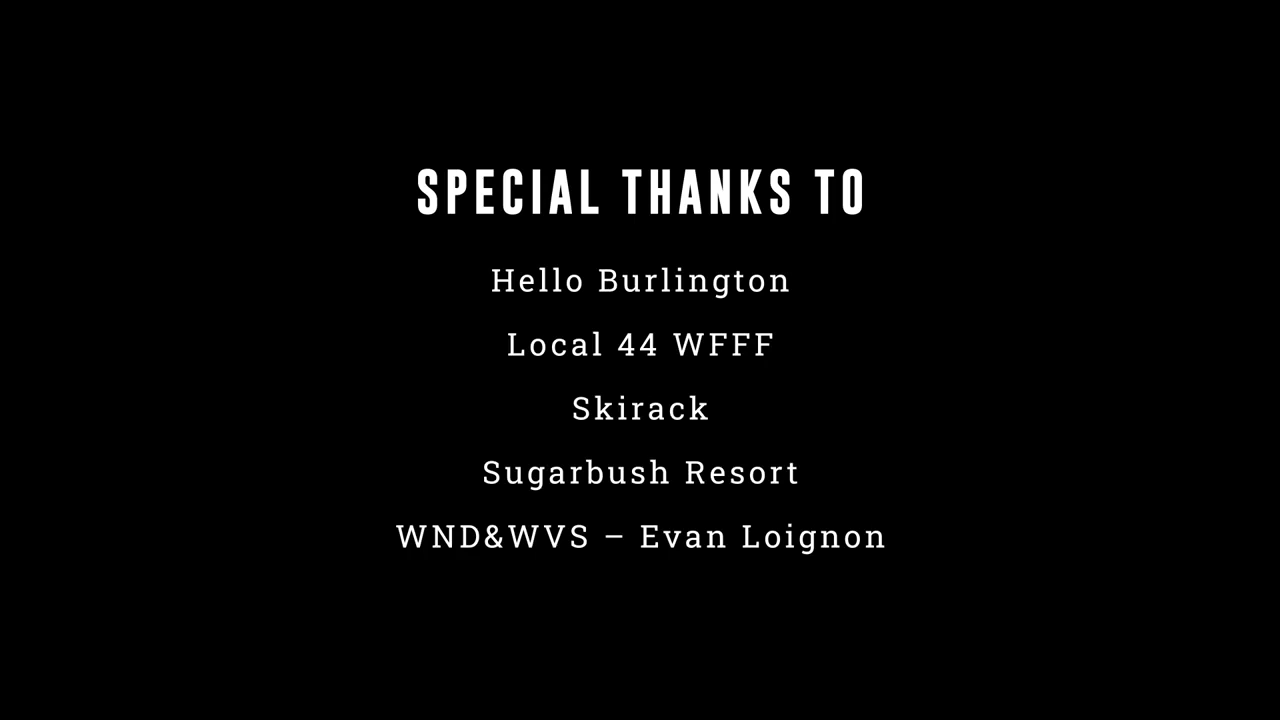 SPECIAL THANKS TO
Hello Burlington
Local 44 WFFF
Skirack
Sugarbush Resort
WND&WVS – Evan Loignon